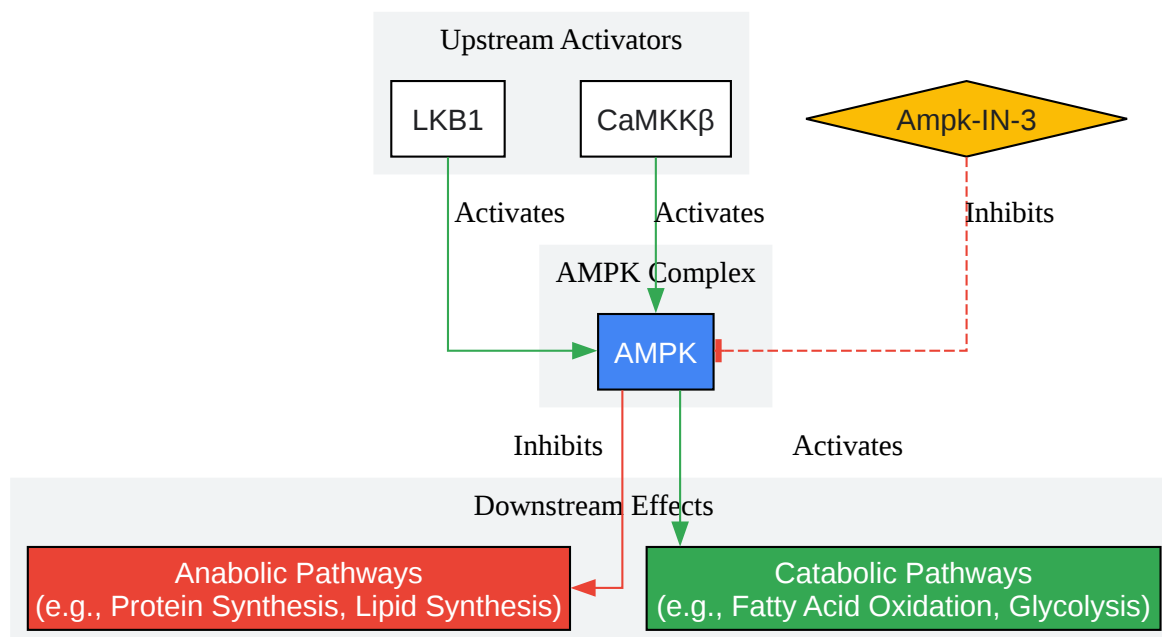 Upstream Activators
LKB1
CaMKKβ
Ampk-IN-3
Activates
Activates
Inhibits
AMPK Complex
AMPK
Inhibits
Activates
Downstream Effects
Anabolic Pathways
(e.g., Protein Synthesis, Lipid Synthesis)
Catabolic Pathways
(e.g., Fatty Acid Oxidation, Glycolysis)